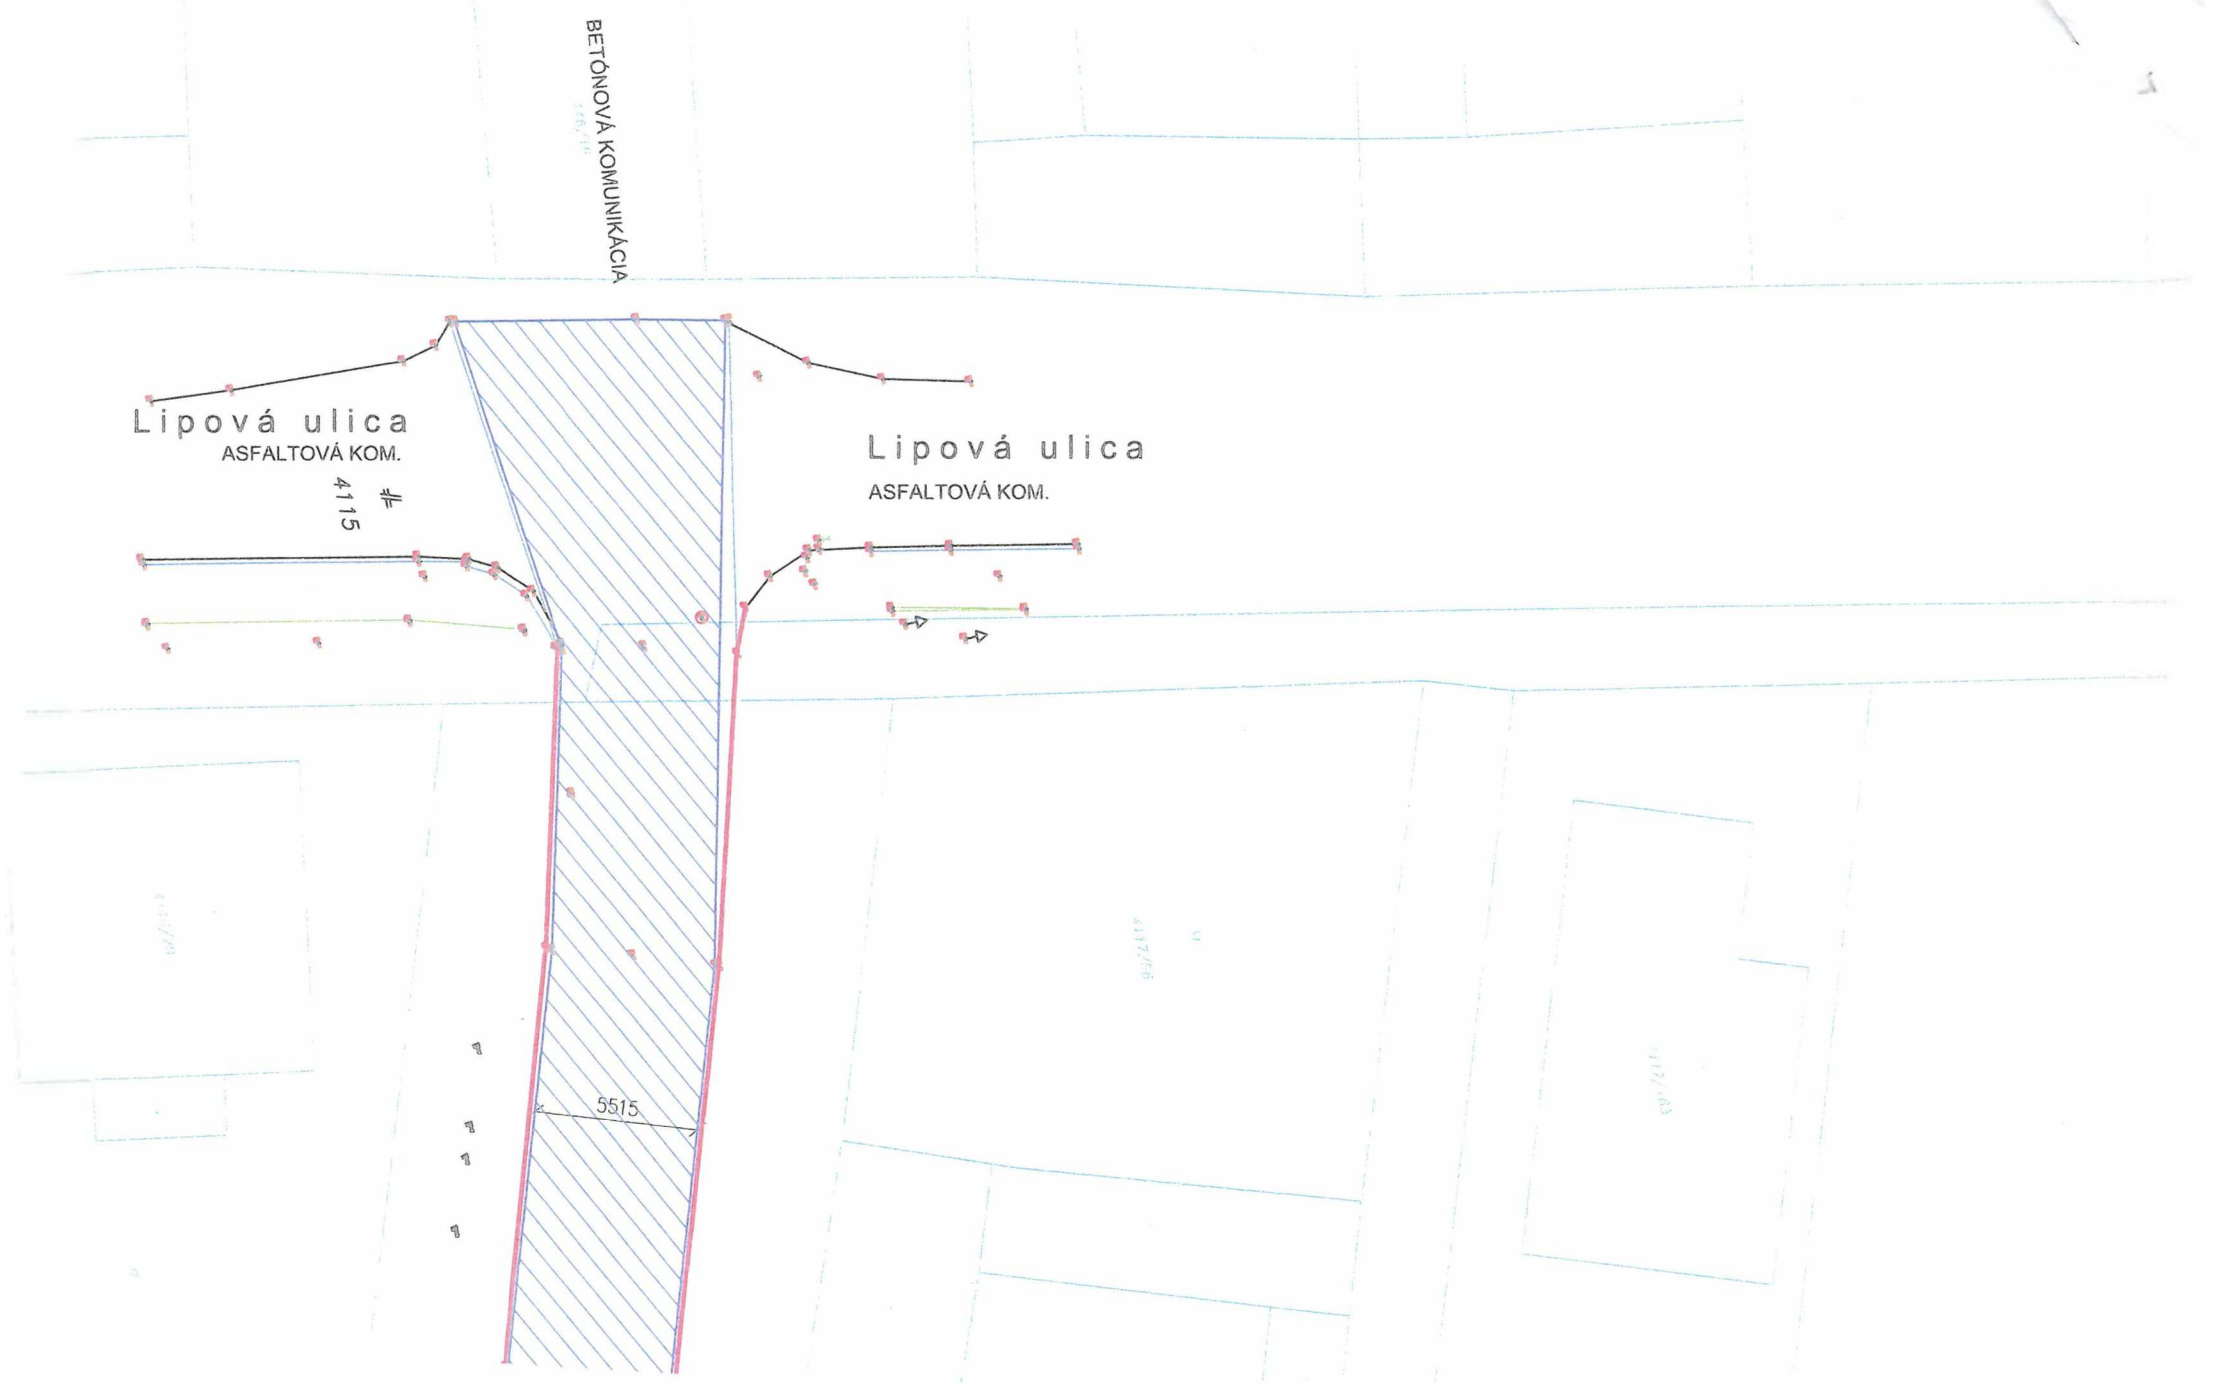 BETÓNOVÁ KOMUNIKÁCIA
Lipová ulica
ASFALTOVÁ KOM.
4115
Lipová ulica
ASFALTOVÁ KOM.
5515